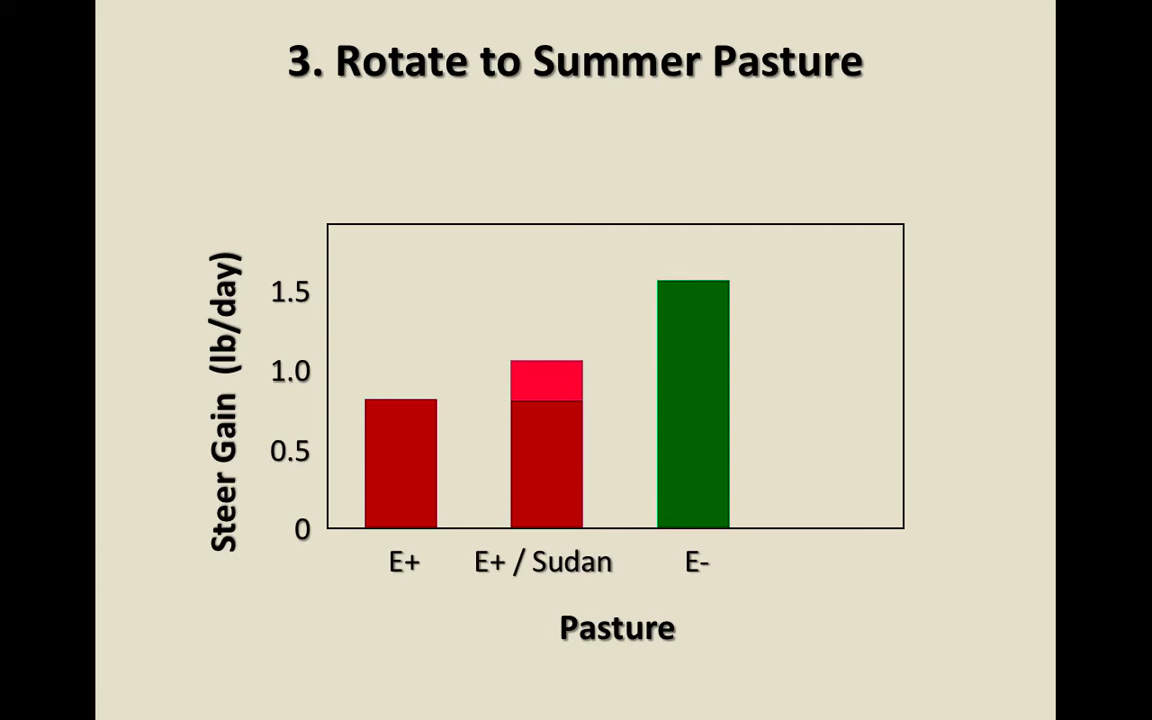 3. Rotate to Summer Pasture
Steer Gain (lb/day)
1.5
1.0
0.5
0
E+
E+ / Sudan
E-
Pasture